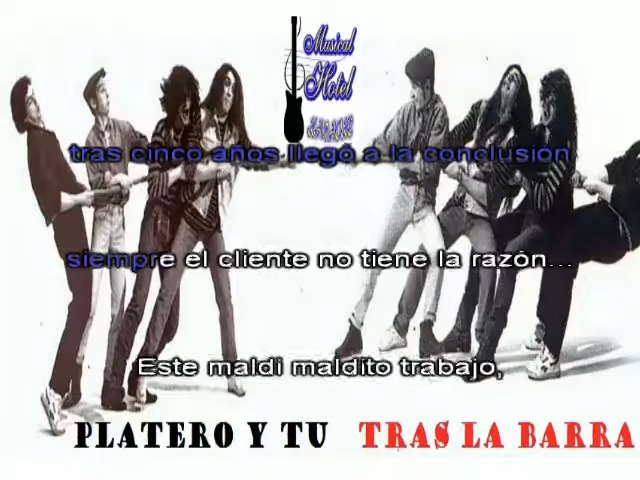 Musical
Hotel
KARAOKE
tras cinco años llegó a la conclusión
siempre el cliente no tiene la razón...
Este maldi maldito trabajo,
PLATERO Y TU TRAS LA BARRA